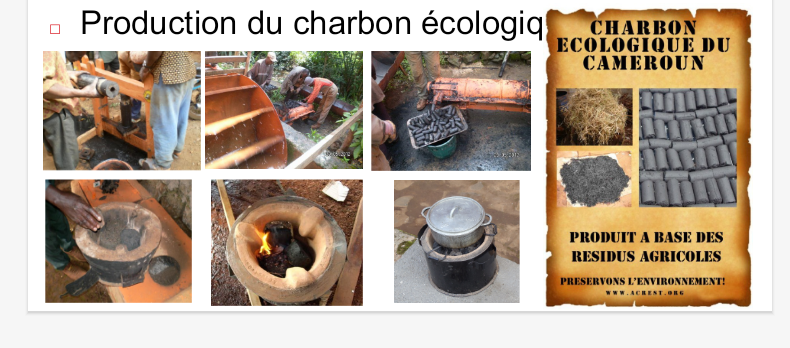 Production du charbon écologiq
CHARBON
ECOLOGIQUE DU
CAMEROUN
PRODUIT A BASE DES
RESIDUS AGRICOLES
PRESERVONS L'ENVIRONNEMENT!
WWW.ACREST.ORG